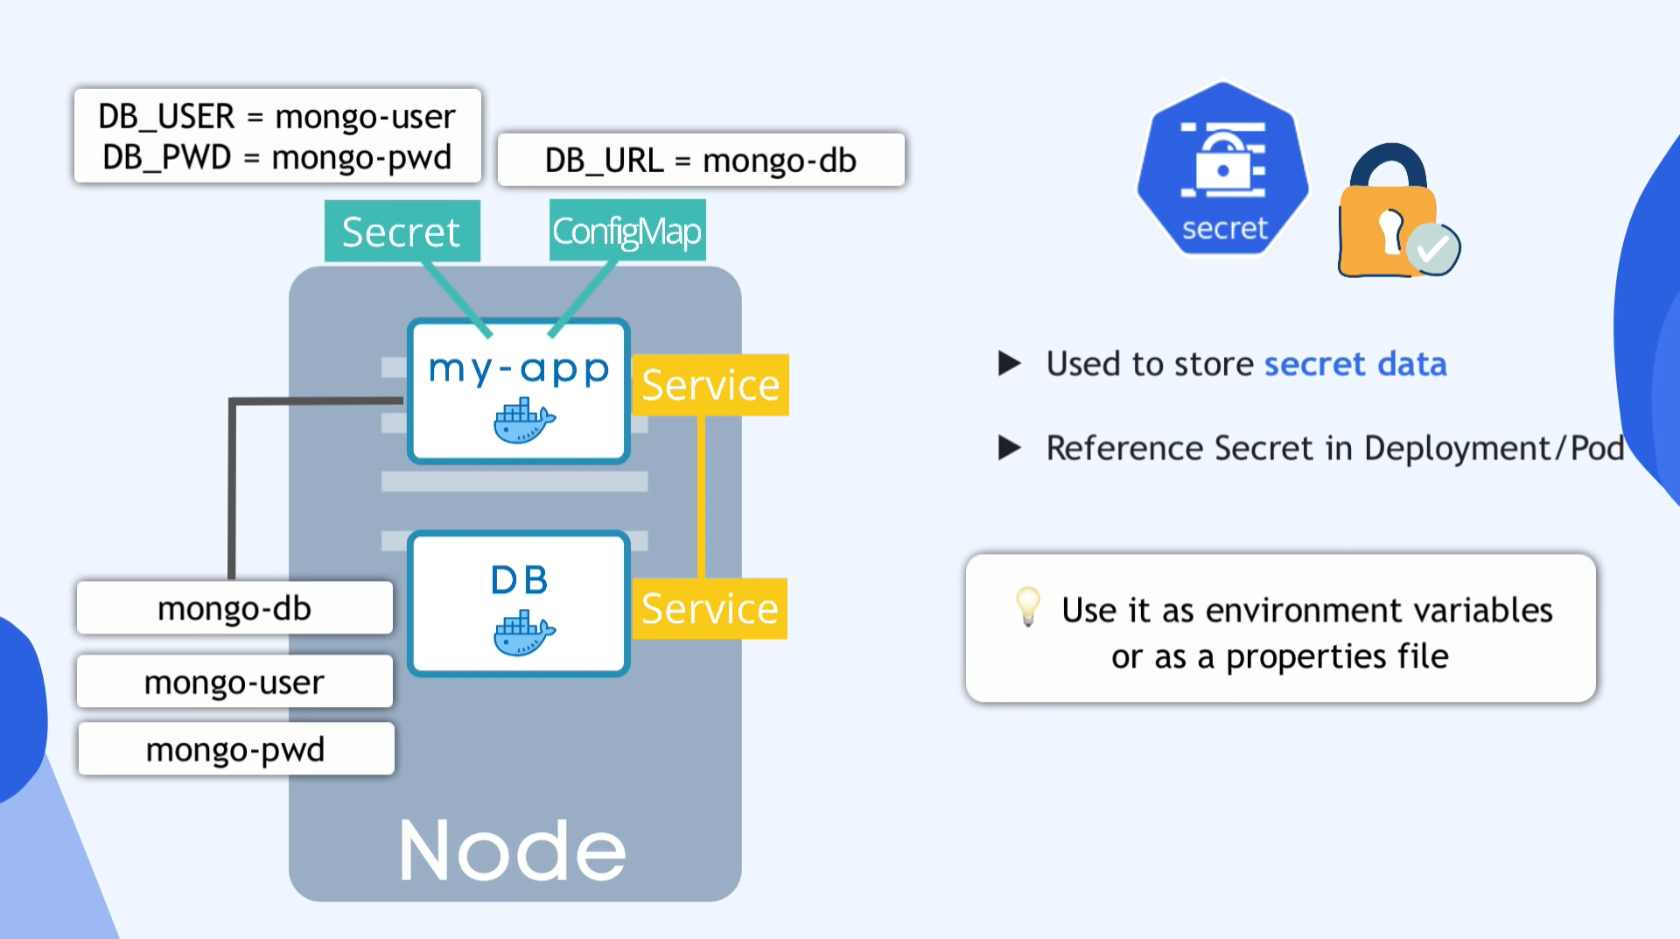 DB_USER = mongo-user
DB_PWD = mongo-pwd
DB_URL = mongo-db
Secret
ConfigMap
my-app
Service
DB
Service
mongo-db
mongo-user
mongo-pwd
Node
secret
Used to store secret data
Reference Secret in Deployment/Pod
Use it as environment variables
or as a properties file